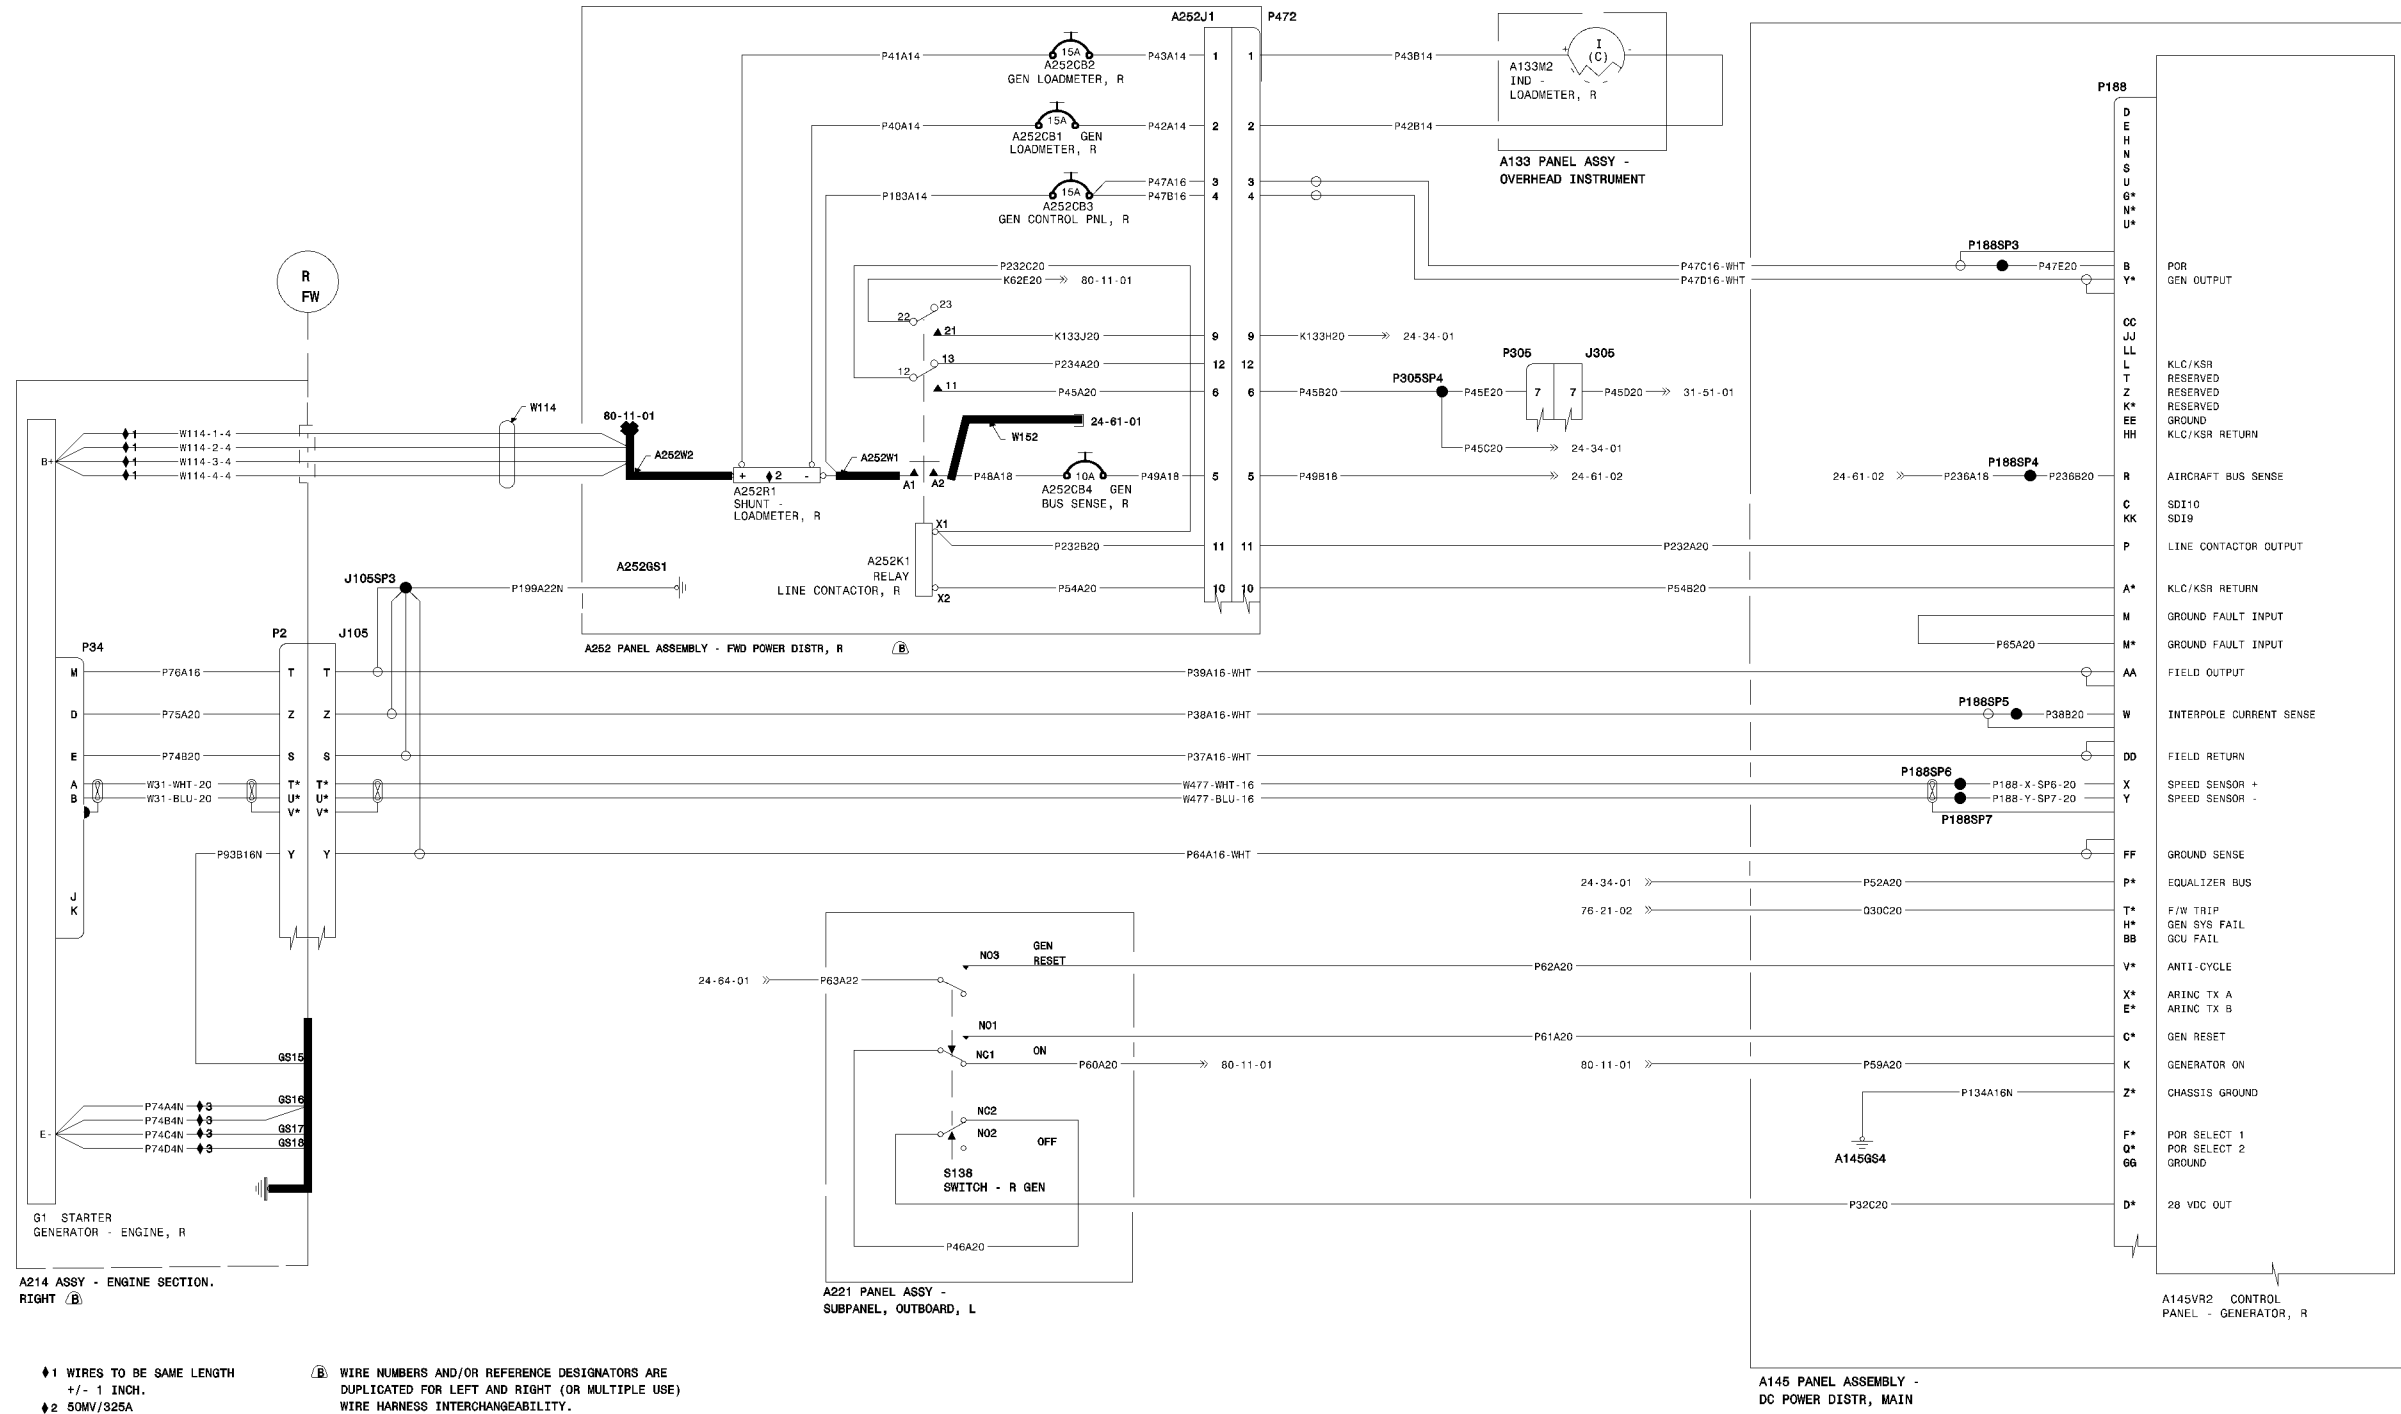 A252J1 P472
P41A14 15A P43A14 1 1 P43B14
A252CB2
GEN LOADMETER, R
+ I (C) -
A133M2
IND -
LOADMETER, R
P40A14 15A P42A14 2 2 P42B14
A252CB1 GEN
LOADMETER, R
A133 PANEL ASSY -
OVERHEAD INSTRUMENT
P183A14 15A P47A16 3 3
P47B16 4 4
A252CB3
GEN CONTROL PNL, R
P188
D
E
H
N
S
U
G*
N*
U*
P188SP3
P47C16-WHT P47E20 B POR
P47D16-WHT Y* GEN OUTPUT
R
FW
P232C20
K62E20 80-11-01
23
22
21 K133J20 9 9 K133H20 24-34-01
13 P234A20 12 12
12
11 P45A20 6 6 P45B20 P305SP4 P45E20 7 7 P45D20 31-51-01
P305 J305
P45C20 24-34-01
CC
JJ
LL
L KLC/KSR
T RESERVED
Z RESERVED
K* RESERVED
EE GROUND
HH KLC/KSR RETURN
W114
80-11-01
24-61-01
W152
B+
1 W114-1-4
1 W114-2-4
1 W114-3-4
1 W114-4-4
A252W2
+ 2 -
A252R1
SHUNT -
LOADMETER, R
A252W1
A1 A2
P48A18 10A P49A18 5 5 P49B18 24-61-02
A252CB4 GEN
BUS SENSE, R
24-61-02 P236A18 P188SP4 P236B20 R AIRCRAFT BUS SENSE
C SDI10
KK SDI9
X1
P232B20 11 11 P232A20 P LINE CONTACTOR OUTPUT
A252K1
RELAY
LINE CONTACTOR, R
X2
P54A20 10 10 P54B20 A* KLC/KSR RETURN
J105SP3 P199A22N A252GS1
M GROUND FAULT INPUT
P65A20 M* GROUND FAULT INPUT
A252 PANEL ASSEMBLY - FWD POWER DISTR, R B
P34 P2 J105
M P76A16 T T P39A16-WHT AA FIELD OUTPUT
D P75A20 Z Z P38A16-WHT P188SP5 P38B20 W INTERPOLE CURRENT SENSE
E P74B20 S S P37A16-WHT DD FIELD RETURN
A W31-WHT-20 T* T* W477-WHT-16 P188SP6 P188-X-SP6-20 X SPEED SENSOR +
B W31-BLU-20 U* U* W477-BLU-16 P188-Y-SP7-20 Y SPEED SENSOR -
V* V* P188SP7
P93B16N Y Y P64A16-WHT FF GROUND SENSE
J
K
24-34-01 P52A20 P* EQUALIZER BUS
76-21-02 Q30C20 T* F/W TRIP
H* GEN SYS FAIL
BB GCU FAIL
NO3 GEN
RESET
P62A20 V* ANTI-CYCLE
24-64-01 P63A22
X* ARINC TX A
E* ARINC TX B
NO1 P61A20 C* GEN RESET
NC1 ON P60A20 80-11-01
80-11-01 P59A20 K GENERATOR ON
P134A16N Z* CHASSIS GROUND
A145GS4
GS15
GS16
GS17
GS18
E-
P74A4N 3
P74B4N 3
P74C4N 3
P74D4N 3
NC2
NO2
OFF
S138
SWITCH - R GEN
F* POR SELECT 1
Q* POR SELECT 2
GG GROUND
P32C20 D* 28 VDC OUT
P46A20
G1 STARTER
GENERATOR - ENGINE, R
A214 ASSY - ENGINE SECTION.
RIGHT B
A221 PANEL ASSY -
SUBPANEL, OUTBOARD, L
A145VR2 CONTROL
PANEL - GENERATOR, R
A145 PANEL ASSEMBLY -
DC POWER DISTR, MAIN
1 WIRES TO BE SAME LENGTH
+/- 1 INCH.
2 50MV/325A
B WIRE NUMBERS AND/OR REFERENCE DESIGNATORS ARE
DUPLICATED FOR LEFT AND RIGHT (OR MULTIPLE USE)
WIRE HARNESS INTERCHANGEABILITY.